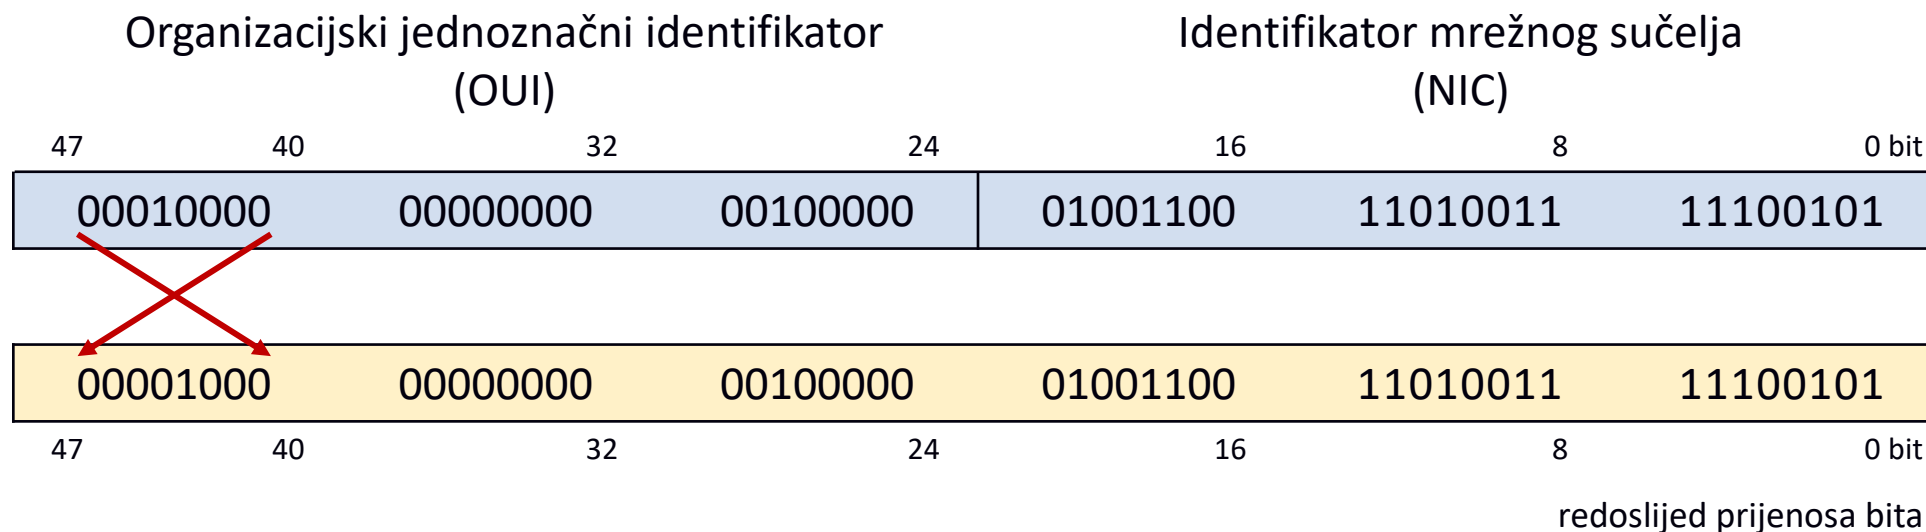 Organizacijski jednoznačni identifikator
(OUI)
Identifikator mrežnog sučelja
(NIC)
47 40 32 24 16 8 0 bit
00010000 00000000 00100000 01001100 11010011 11100101
00001000 00000000 00100000 01001100 11010011 11100101
47 40 32 24 16 8 0 bit
redoslijed prijenosa bita